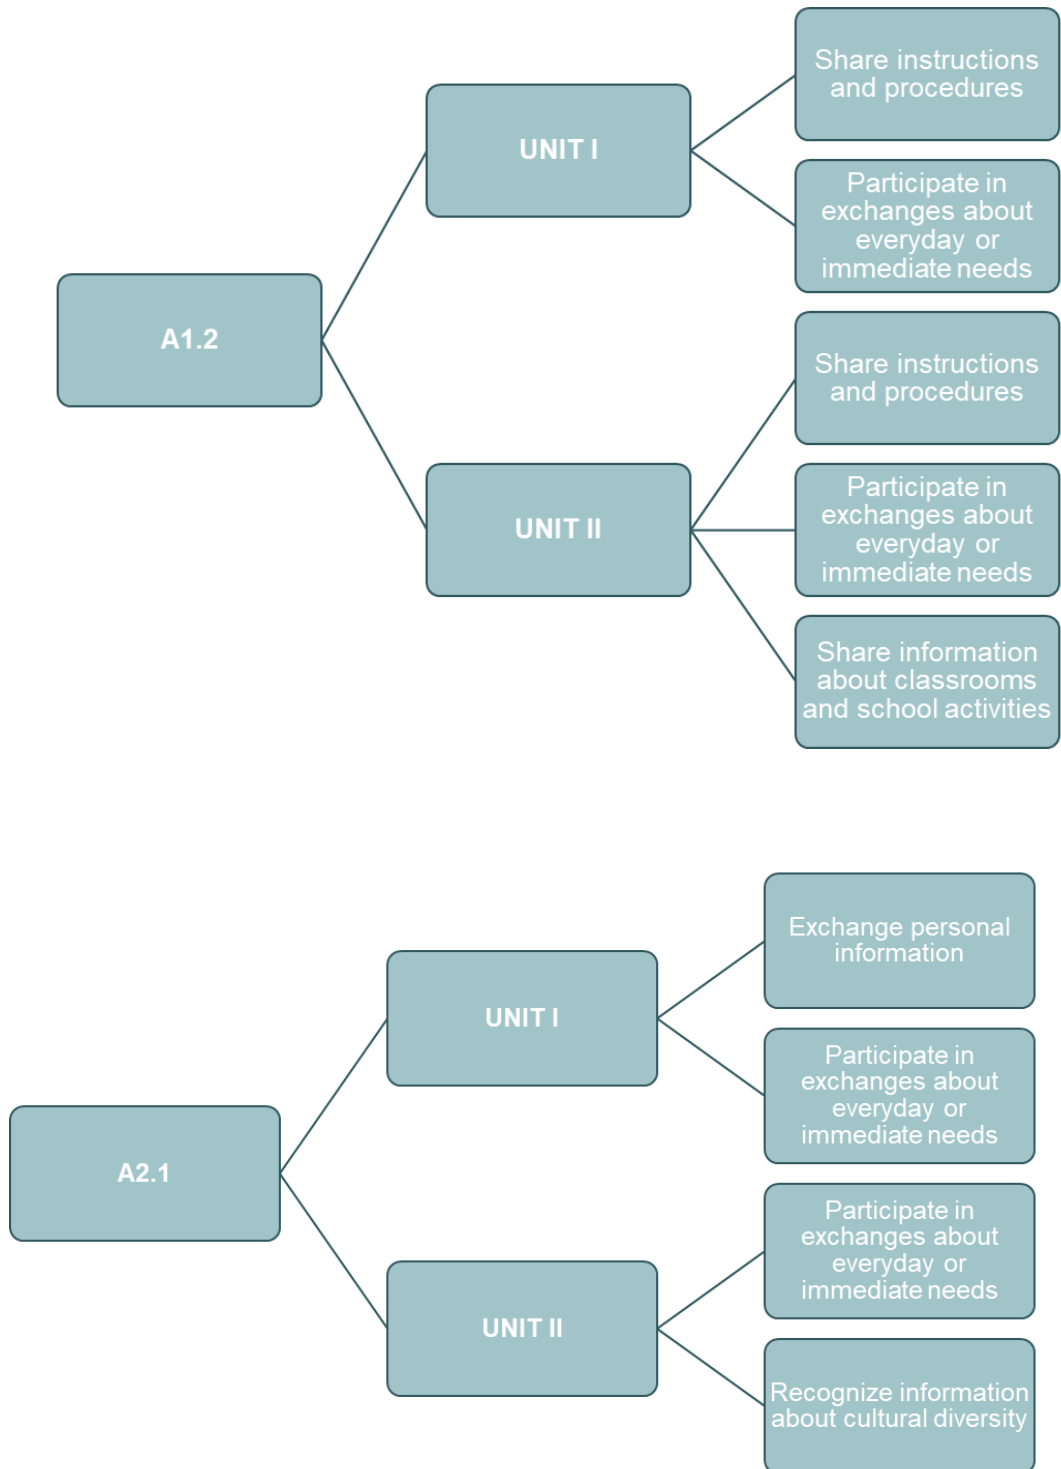 A1.2
UNIT I
Share instructions
and procedures
Participate in
exchanges about
everyday or
immediate needs
UNIT II
Share instructions
and procedures
Participate in
exchanges about
everyday or
immediate needs
Share information
about classrooms
and school activities
A2.1
UNIT I
Exchange personal
information
Participate in
exchanges about
everyday or
immediate needs
UNIT II
Participate in
exchanges about
everyday or
immediate needs
Recognize information
about cultural diversity